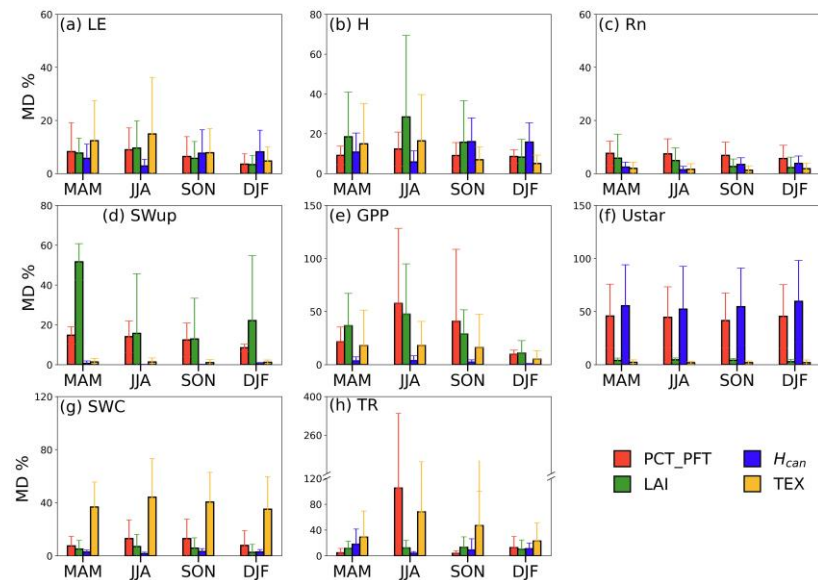 (a) LE
(b) H
(c) Rn
MD %
60
40
20
0
80
60
40
20
0
60
40
20
0
MAM JJA SON DJF
MAM JJA SON DJF
MAM JJA SON DJF
(d) SWup
(e) GPP
(f) Ustar
MD %
80
60
40
20
0
150
100
50
0
150
100
50
0
MAM JJA SON DJF
MAM JJA SON DJF
MAM JJA SON DJF
(g) SWC
(h) TR
MD %
120
80
40
0
400
260
120
80
40
0
MAM JJA SON DJF
MAM JJA SON DJF
PCT_PFT
H_can
LAI
TEX